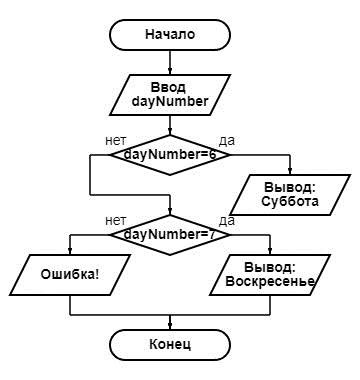 Начало
Ввод
dayNumber
нет
да
dayNumber=6
Вывод:
Суббота
нет
да
dayNumber=7
Ошибка!
Вывод:
Воскресенье
Конец